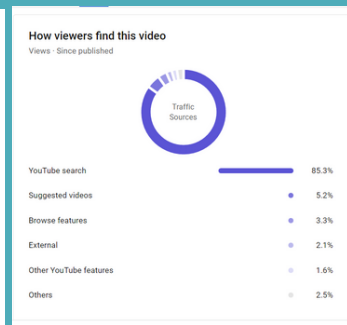 How viewers find this video
Views · Since published
Traffic
Sources
YouTube search 85.3%
Suggested videos 5.2%
Browse features 3.3%
External 2.1%
Other YouTube features 1.6%
Others 2.5%